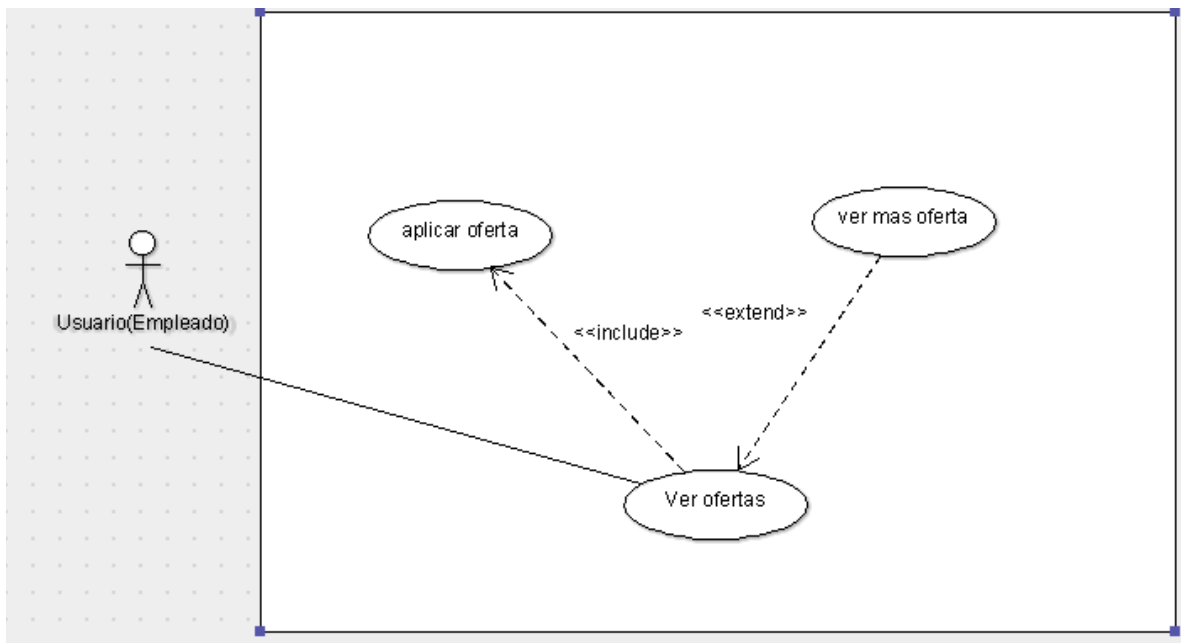 aplicar oferta
ver mas oferta
Usuario(Empleado)
<<include>>
<<extend>>
Ver ofertas